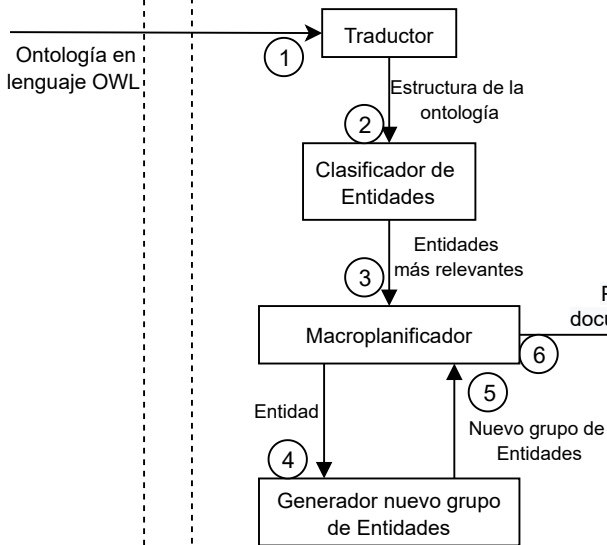 Ontología en
lenguaje OWL
1
Traductor
Estructura de la
ontología
2
Clasificador de
Entidades
Entidades
más relevantes
3
Macroplanificador
6
Entidad
4
5
Nuevo grupo de
Entidades
Generador nuevo grupo
de Entidades